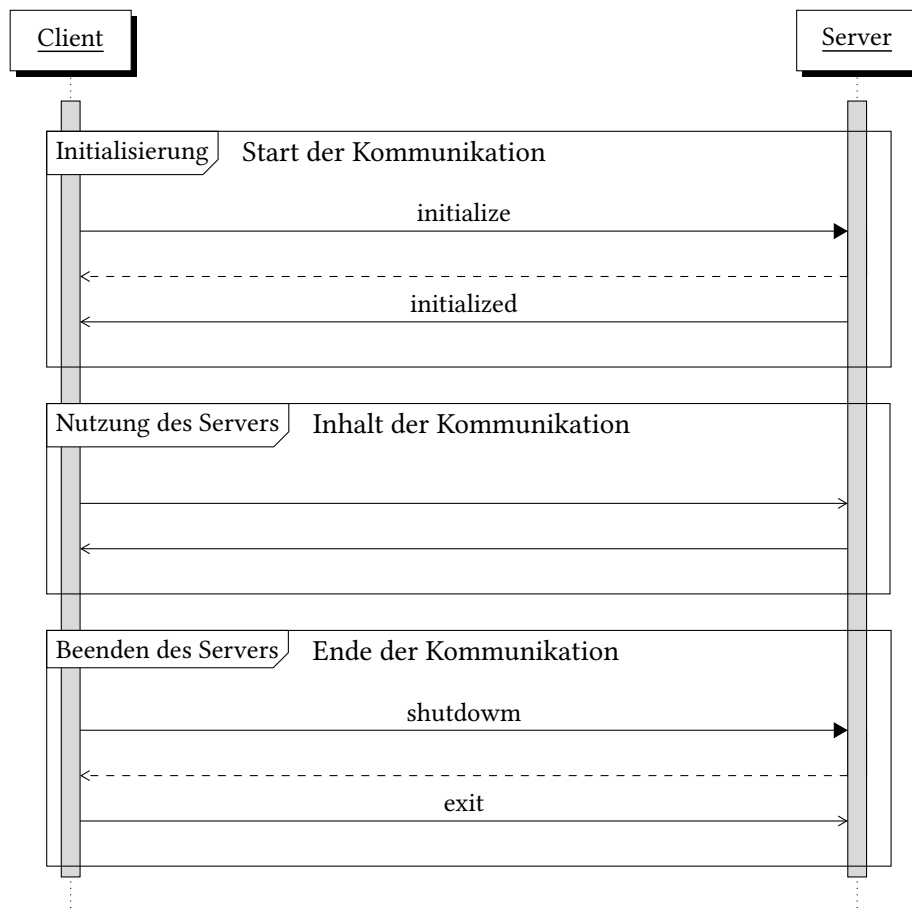 Client
Server
Initialisierung
Start der Kommunikation
initialize
initialized
Nutzung des Servers
Inhalt der Kommunikation
Beenden des Servers
Ende der Kommunikation
shutdowm
exit